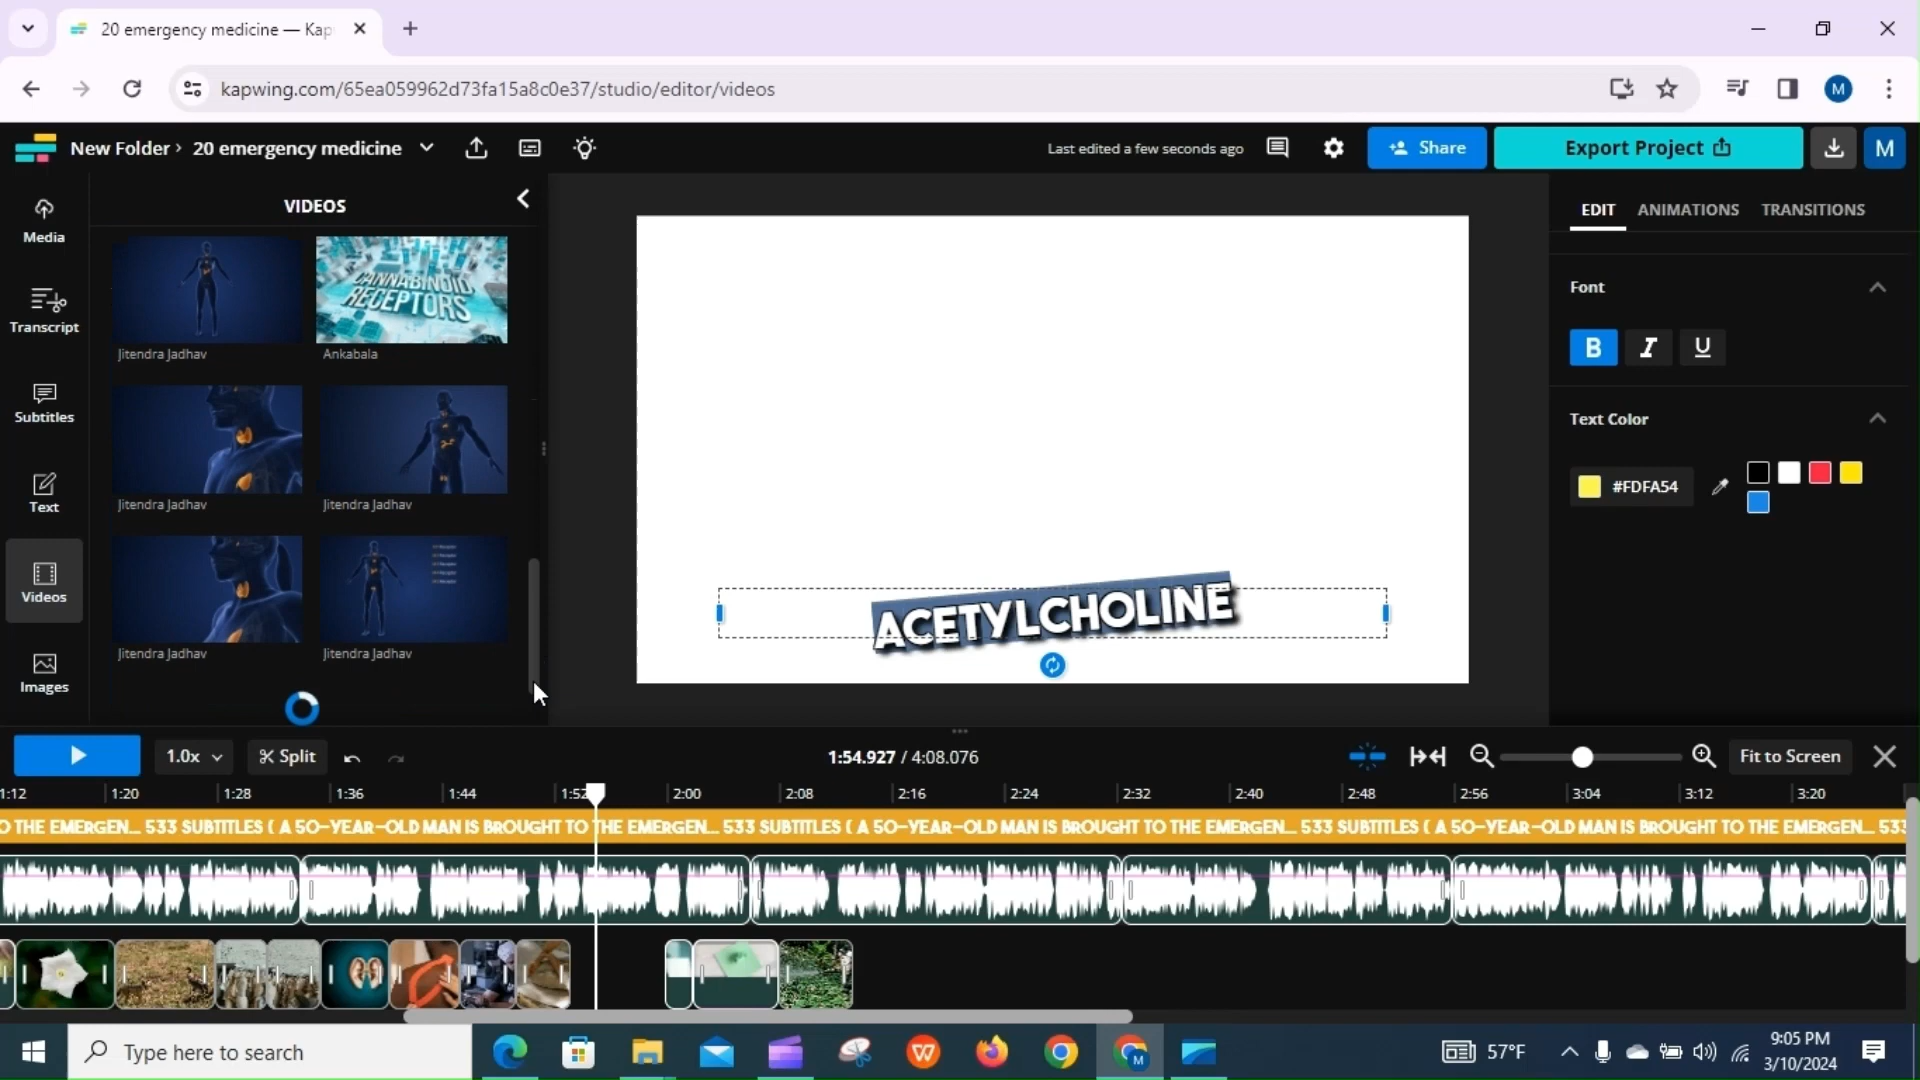 20 emergency medicine — Kap
kapwing.com/65ea059962d73fa15a8c0e37/studio/editor/videos
M
New Folder › 20 emergency medicine
Last edited a few seconds ago
Share
Export Project
M
Media
Transcript
Subtitles
Text
Videos
Images
VIDEOS
CANNABINOID
RECEPTORS
Jitendra Jadhav
Ankabala
Jitendra Jadhav
Jitendra Jadhav
Jitendra Jadhav
Jitendra Jadhav
ACETYLCHOLINE
EDIT
ANIMATIONS
TRANSITIONS
Font
B
I
U
Text Color
#FDFA54
1.0x
Split
1:54.927 / 4:08.076
Fit to Screen
1:12
1:20
1:28
1:36
1:44
1:52
2:00
2:08
2:16
2:24
2:32
2:40
2:48
2:56
3:04
3:12
3:20
O THE EMERGEN... 533 SUBTITLES ( A 50-YEAR-OLD MAN IS BROUGHT TO THE EMERGEN... 533 SUBTITLES ( A 50-YEAR-OLD MAN IS BROUGHT TO THE EMERGEN... 533 SUBTITLES ( A 50-YEAR-OLD MAN IS BROUGHT TO THE EMERGEN... 533
Type here to search
W
M
57°F
9:05 PM
3/10/2024